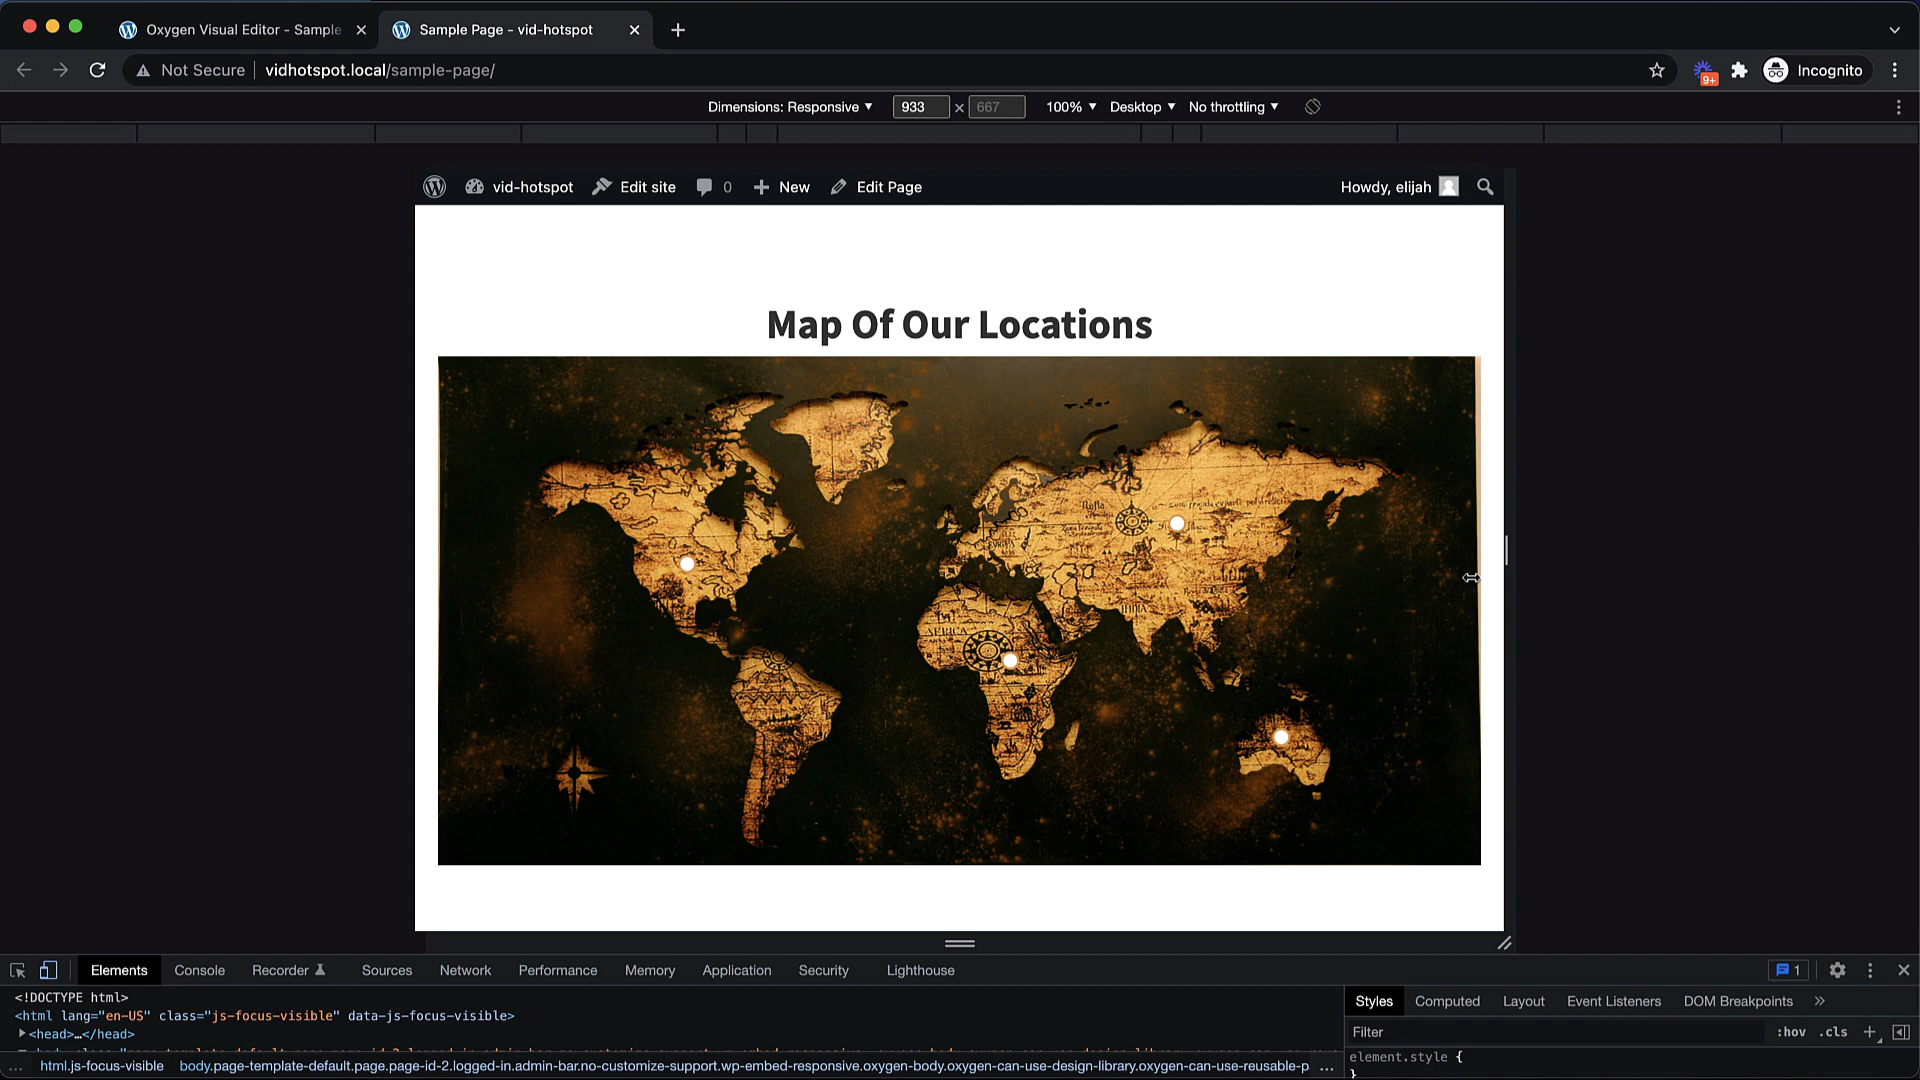 Oxygen Visual Editor - Sample
Sample Page – vid-hotspot
Not Secure
vidhotspot.local/sample-page/
9+
Incognito
Dimensions: Responsive ▼ 933 × 667 100% ▼ Desktop ▼ No throttling ▼
vid-hotspot Edit site 0 New Edit Page Howdy, elijah
Map Of Our Locations
AFRICA
Elements Console Recorder Sources Network Performance Memory Application Security Lighthouse 1
<!DOCTYPE html>
<html lang="en-US" class="js-focus-visible" data-js-focus-visible>
▶<head>…</head>
... html.js-focus-visible body.page-template-default.page.page-id-2.logged-in.admin-bar.no-customize-support.wp-embed-responsive.oxygen-body.oxygen-can-use-design-library.oxygen-can-use-reusable-p ...
Styles Computed Layout Event Listeners DOM Breakpoints »
Filter :hov .cls +
element.style {
}